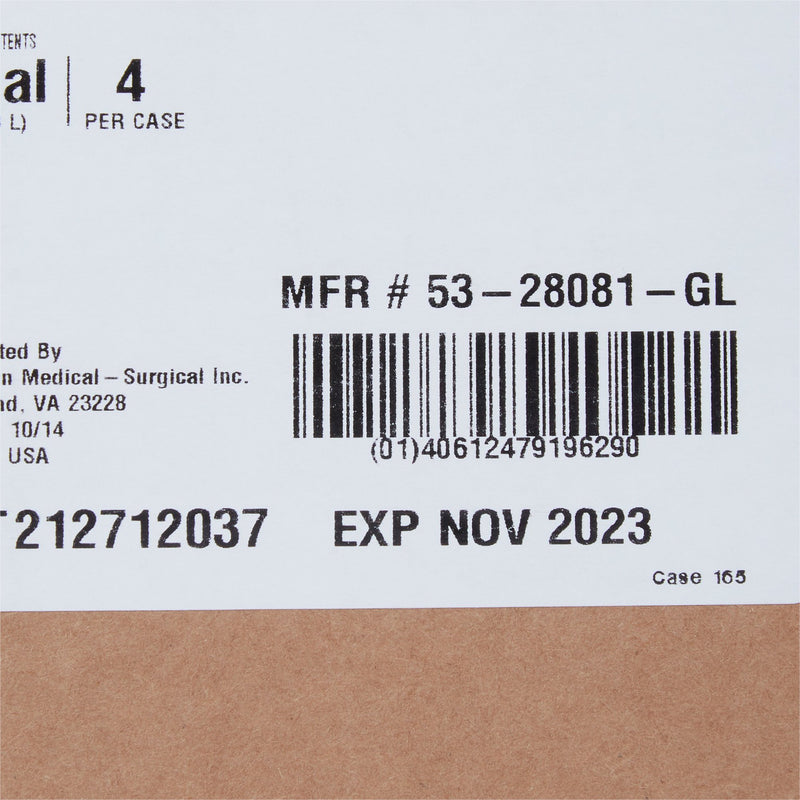 TENTS
al 4
L) PER CASE
MFR # 53-28081-GL
ted By
n Medical-Surgical Inc.
nd, VA 23228
10/14
USA
(01)40612479196290
T212712037 EXP NOV 2023
Case 165